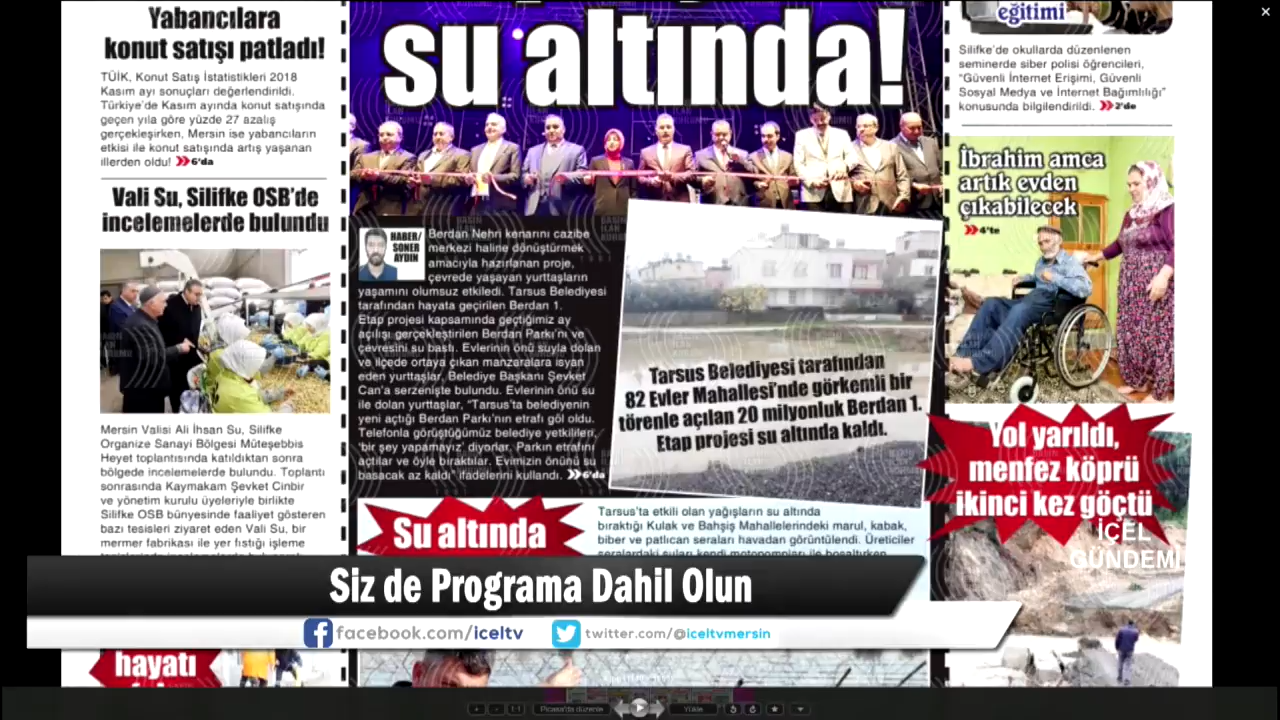 Yabancılara
konut satışı patladı!
TÜİK, Konut Satış İstatistikleri 2018
Kasım ayı sonuçları değerlendirildi.
Türkiye'de Kasım ayında konut satışında
geçen yıla göre yüzde 27 azalış
gerçekleşirken, Mersin ise yabancıların
etkisi ile konut satışında artış yaşanan
illerden oldu! 6'da
Vali Su, Silifke OSB'de
incelemelerde bulundu
Mersin Valisi Ali İhsan Su, Silifke
Organize Sanayi Bölgesi Müteşebbis
Heyet toplantısında katıldıktan sonra
bölgede incelemelerde bulundu. Toplantı
sonrasında Kaymakam Şevket Cinbir
ve yönetim kurulu üyeleriyle birlikte
Silifke OSB bünyesinde faaliyet gösteren
bazı tesisleri ziyaret eden Vali Su, bir
mermer fabrikası ile yer fıstığı işleme
hayatı
su altında!
HABER/
SONER
AYDIN
Berdan Nehri kenarını cazibe
merkezi haline dönüştürmek
amacıyla hazırlanan proje,
çevrede yaşayan yurttaşların
yaşamını olumsuz etkiledi. Tarsus Belediyesi
tarafından hayata geçirilen Berdan 1.
Etap projesi kapsamında geçtiğimiz ay
açılışı gerçekleştirilen Berdan Parkı'nı ve
çevresini su bastı. Evlerinin önü suyla dolan
ve ilçede ortaya çıkan manzaralara isyan
eden yurttaşlar, Belediye Başkanı Şevket
Can'a serzenişte bulundu. Evlerinin önü su
ile dolan yurttaşlar, "Tarsus'ta belediyenin
yeni açtığı Berdan Parkı'nın etrafı göl oldu.
Telefonla görüştüğümüz belediye yetkilileri,
'bir şey yapamayız' diyorlar. Parkın etrafını
açtılar ve öyle bıraktılar. Evimizin önünü su
basacak az kaldı" ifadelerini kullandı. 6'da
Tarsus Belediyesi tarafından
82 Evler Mahallesi'nde görkemli bir
törenle açılan 20 milyonluk Berdan 1.
Etap projesi su altında kaldı.
Su altında
Tarsus'ta etkili olan yağışların su altında
bıraktığı Kulak ve Bahşiş Mahallelerindeki marul, kabak,
biber ve patlıcan seraları havadan görüntülendi. Üreticiler
seralardaki suları kendi motopompları ile boşaltırken
eğitimi
Silifke'de okullarda düzenlenen
seminerde siber polisi öğrencileri,
"Güvenli İnternet Erişimi, Güvenli
Sosyal Medya ve İnternet Bağımlılığı"
konusunda bilgilendirildi. 2'de
İbrahim amca
artık evden
çıkabilecek
4'te
Yol yarıldı,
menfez köprü
ikinci kez göçtü
İÇEL
GÜNDEMİ
Siz de Programa Dahil Olun
facebook.com/iceltv
twitter.com/@iceltvmersin
1:1
Picasa'da düzenle
Yükle